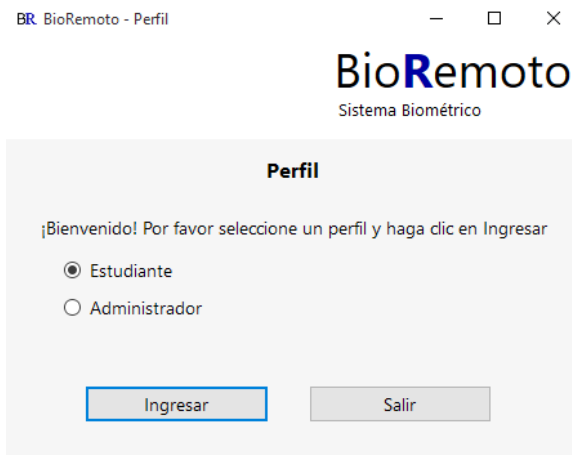 BR BioRemoto - Perfil
BioRemoto
Sistema Biométrico
Perfil
¡Bienvenido! Por favor seleccione un perfil y haga clic en Ingresar
Estudiante
Administrador
Ingresar Salir